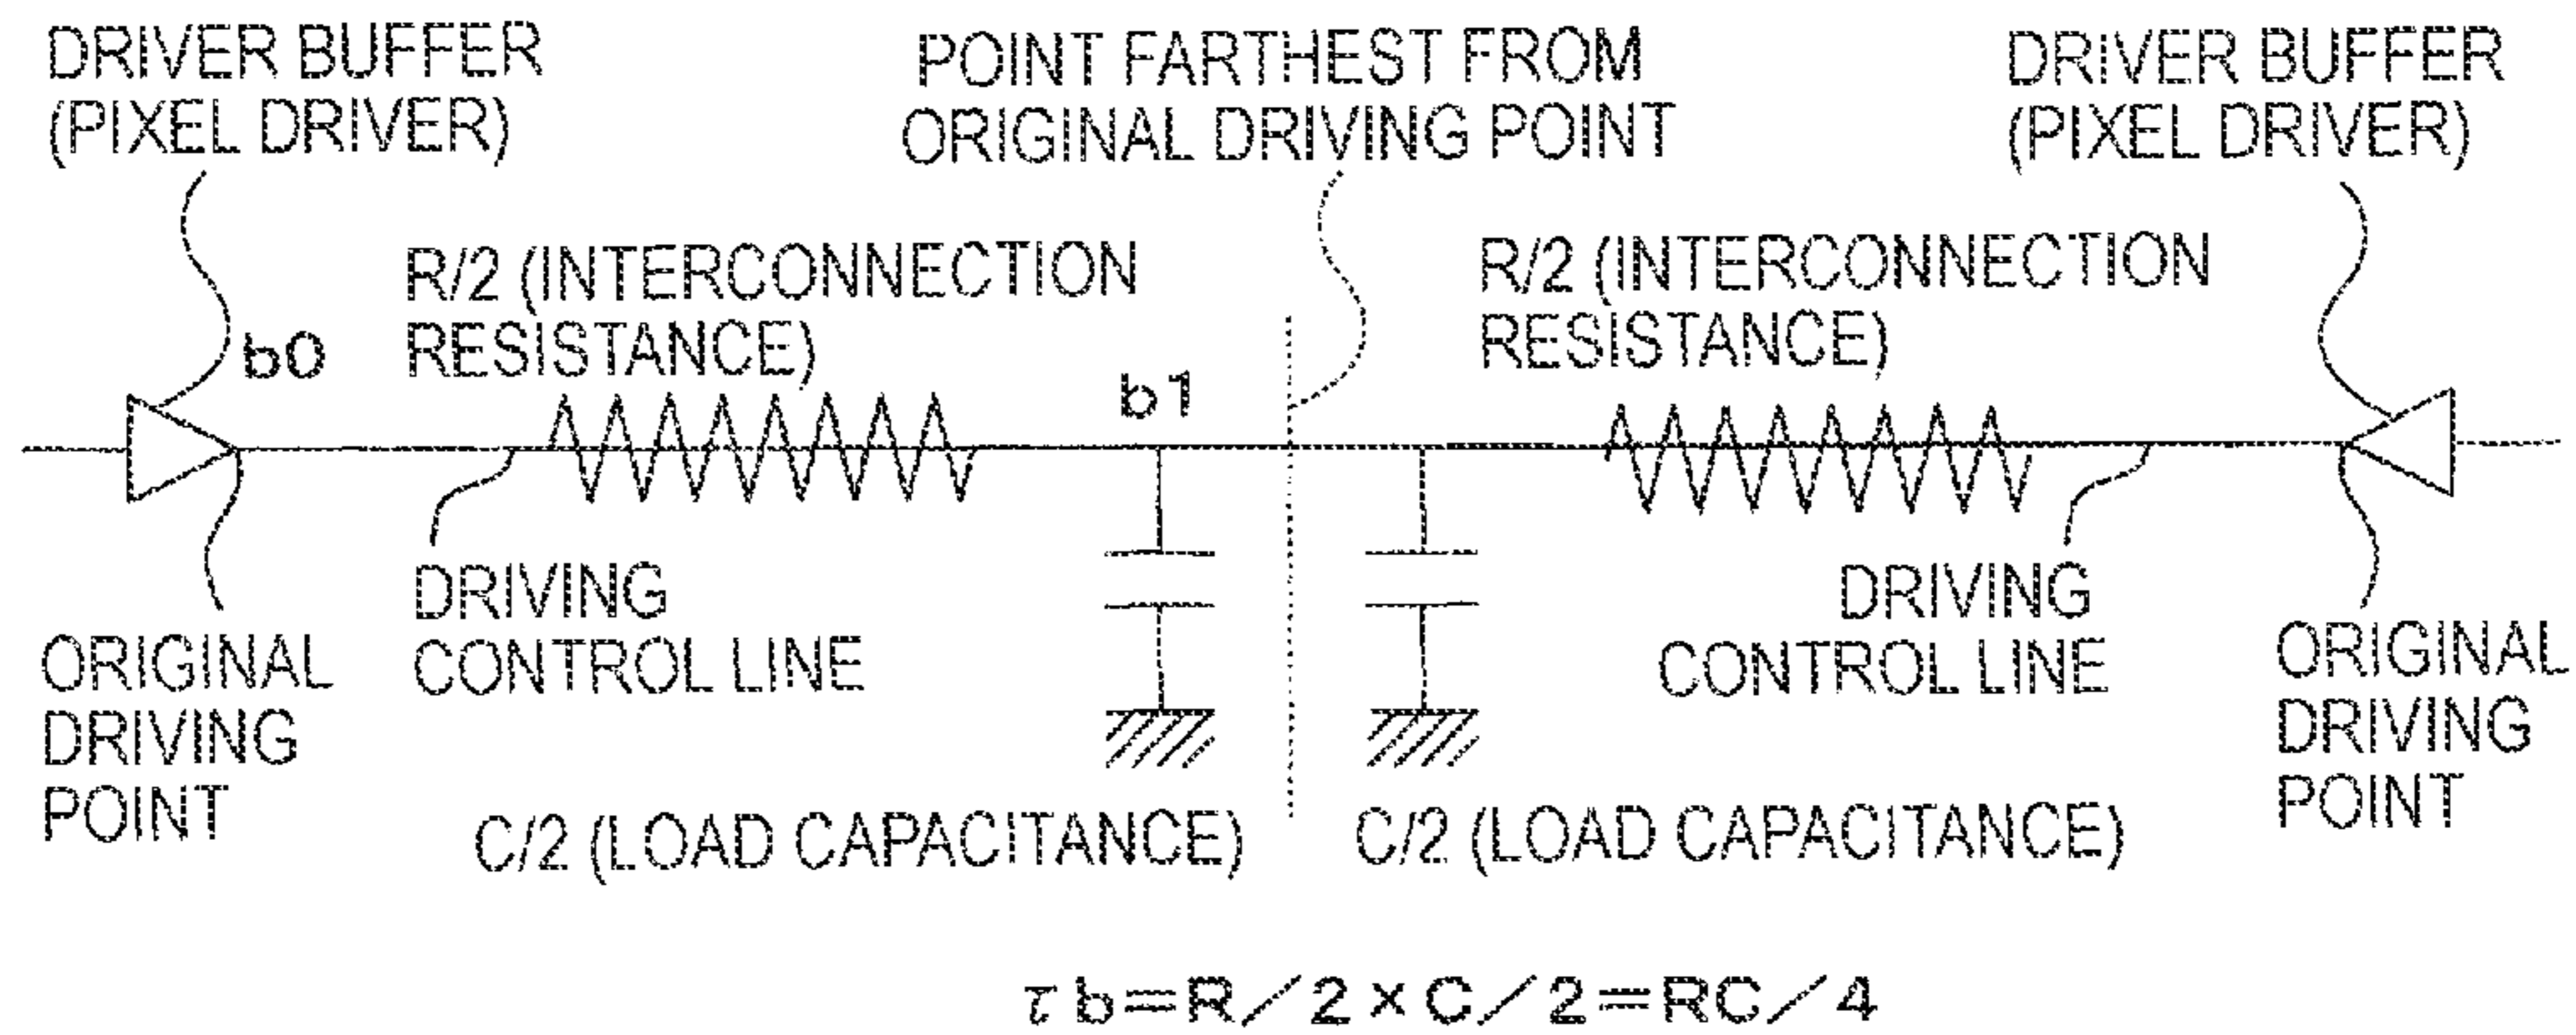 DRIVER BUFFER
(PIXEL DRIVER)
POINT FARTHEST FROM
ORIGINAL DRIVING POINT
DRIVER BUFFER
(PIXEL DRIVER)
R/2 (INTERCONNECTION
RESISTANCE)
R/2 (INTERCONNECTION
RESISTANCE)
b0
b1
ORIGINAL
DRIVING
POINT
DRIVING
CONTROL LINE
DRIVING
CONTROL LINE
ORIGINAL
DRIVING
POINT
C/2 (LOAD CAPACITANCE)
C/2 (LOAD CAPACITANCE)
τb=R/2×C/2=RC/4